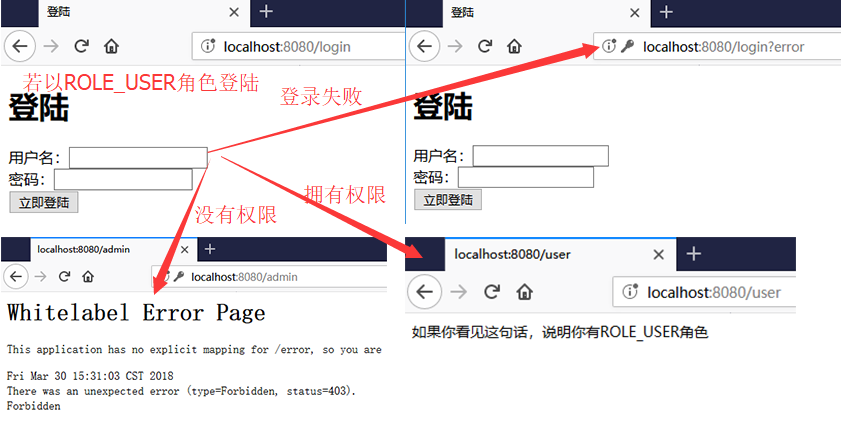 登陆
localhost:8080/login
若以ROLE_USER角色登陆
登陆
用户名：
密码：
立即登陆
登录失败
登陆
localhost:8080/login?error
登陆
用户名：
密码：
立即登陆
没有权限
拥有权限
localhost:8080/admin
localhost:8080/admin
Whitelabel Error Page
This application has no explicit mapping for /error, so you are
Fri Mar 30 15:31:03 CST 2018
There was an unexpected error (type=Forbidden, status=403).
Forbidden
localhost:8080/user
localhost:8080/user
如果你看见这句话，说明你有ROLE_USER角色